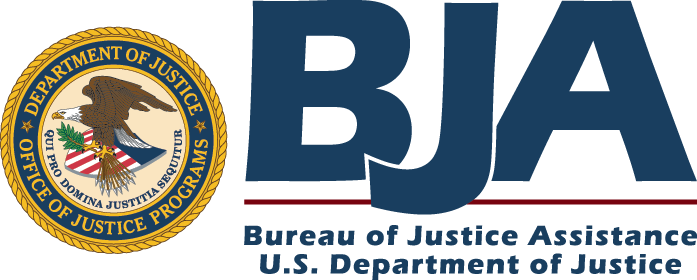 DEPARTMENT OF JUSTICE
OFFICE OF JUSTICE PROGRAMS
QUI PRO DOMINA JUSTITIA SEQUITUR
BJA
Bureau of Justice Assistance
U.S. Department of Justice